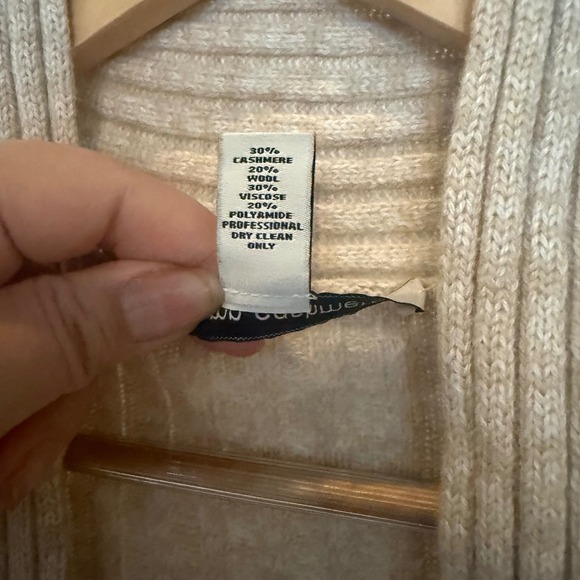 30%
CASHMERE
20%
WOOL
30%
VISCOSE
20%
POLYAMIDE
PROFESSIONAL
DRY CLEAN
ONLY